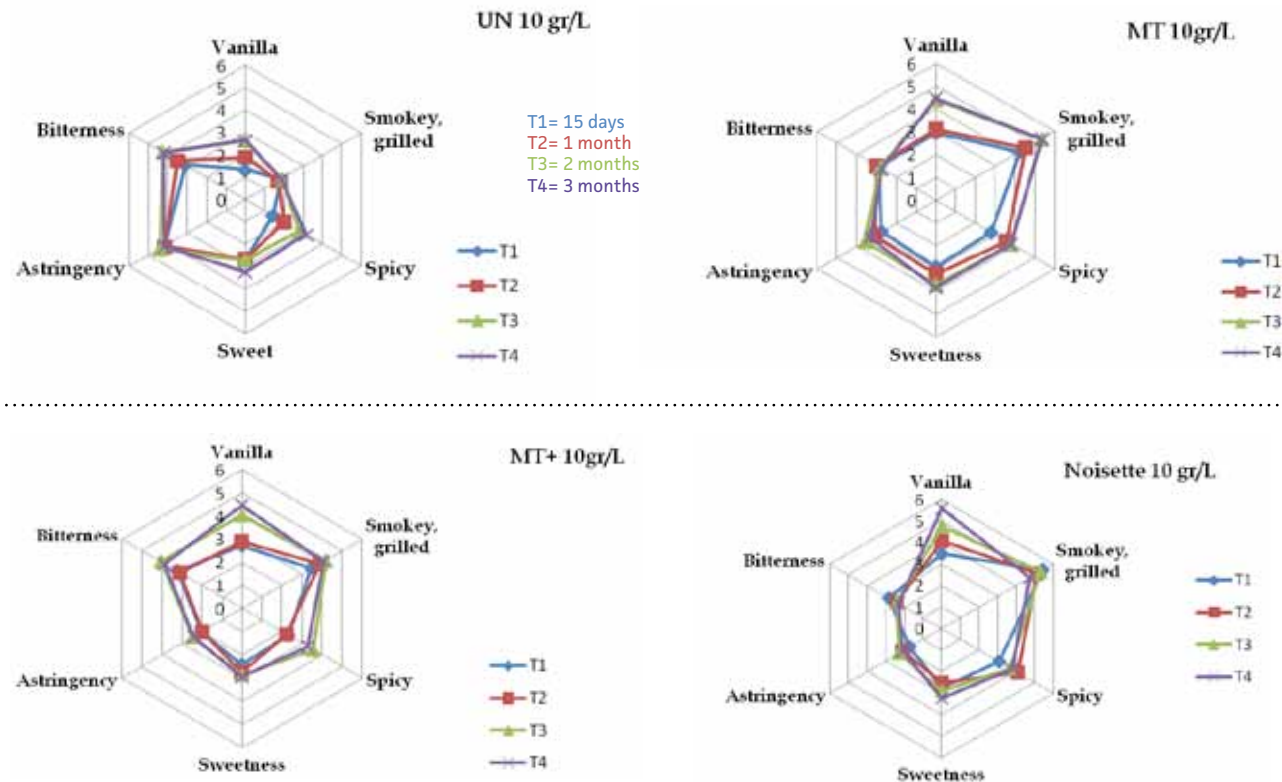 UN 10 gr/L
Vanilla
6
5
4
3
2
1
0
Smokey,
grilled
Bitterness
Astringency
Spicy
Sweet
T1
T2
T3
T4
T1= 15 days
T2= 1 month
T3= 2 months
T4= 3 months
MT 10gr/L
Vanilla
6
5
4
3
2
1
0
Smokey,
grilled
Bitterness
Astringency
Spicy
Sweetness
T1
T2
T3
T4
MT+ 10gr/L
Vanilla
6
5
4
3
2
1
0
Smokey,
grilled
Bitterness
Astringency
Spicy
Sweetness
T1
T2
T3
T4
Noisette 10 gr/L
Vanilla
6
5
4
3
2
1
0
Smokey,
grilled
Bitterness
Astringency
Spicy
Sweetness
T1
T2
T3
T4